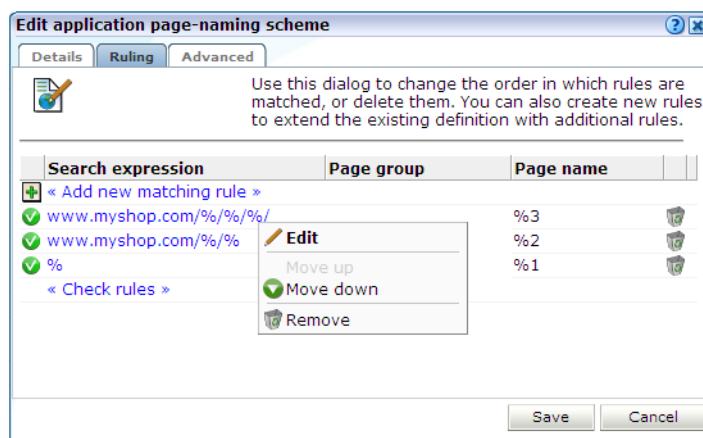 Edit application page-naming scheme
Details Ruling Advanced
Use this dialog to change the order in which rules are
matched, or delete them. You can also create new rules
to extend the existing definition with additional rules.
Search expression Page group Page name
« Add new matching rule »
www.myshop.com/%/%/%/ %3
www.myshop.com/%/% %2
% %1
« Check rules »
Edit
Move up
Move down
Remove
Save Cancel